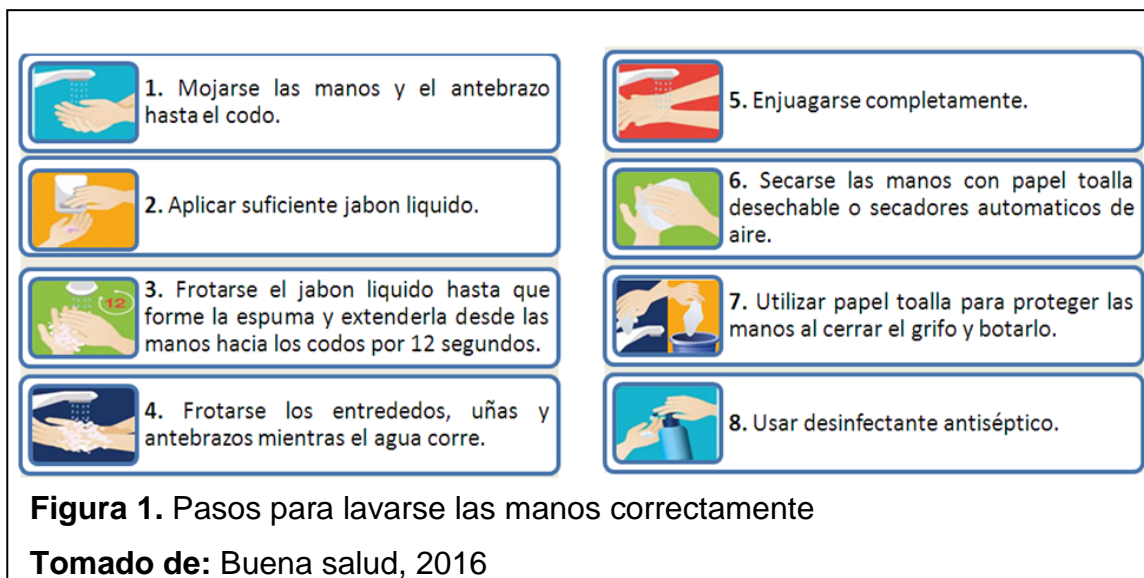 1. Mojarse las manos y el antebrazo
hasta el codo.
2. Aplicar suficiente jabon liquido.
12
3. Frotarse el jabon liquido hasta que
forme la espuma y extenderla desde las
manos hacia los codos por 12 segundos.
4. Frotarse los entrededos, uñas y
antebrazos mientras el agua corre.
5. Enjuagarse completamente.
6. Secarse las manos con papel toalla
desechable o secadores automaticos de
aire.
7. Utilizar papel toalla para proteger las
manos al cerrar el grifo y botarlo.
8. Usar desinfectante antiséptico.
Figura 1. Pasos para lavarse las manos correctamente
Tomado de: Buena salud, 2016